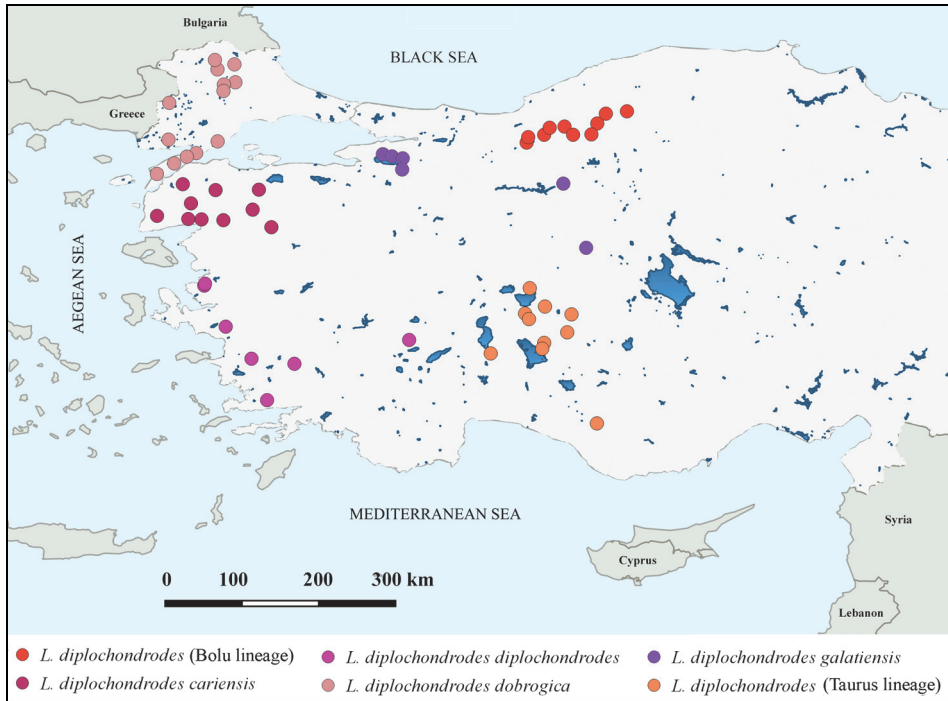 Bulgaria
BLACK SEA
Greece
AEGEAN SEA
MEDITERRANEAN SEA
Syria
Cyprus
Lebanon
0 100 200 300 km
L. diplochondrodes (Bolu lineage) L. diplochondrodes diplochondrodes L. diplochondrodes galatiensis
L. diplochondrodes cariensis L. diplochondrodes dobrogica L. diplochondrodes (Taurus lineage)